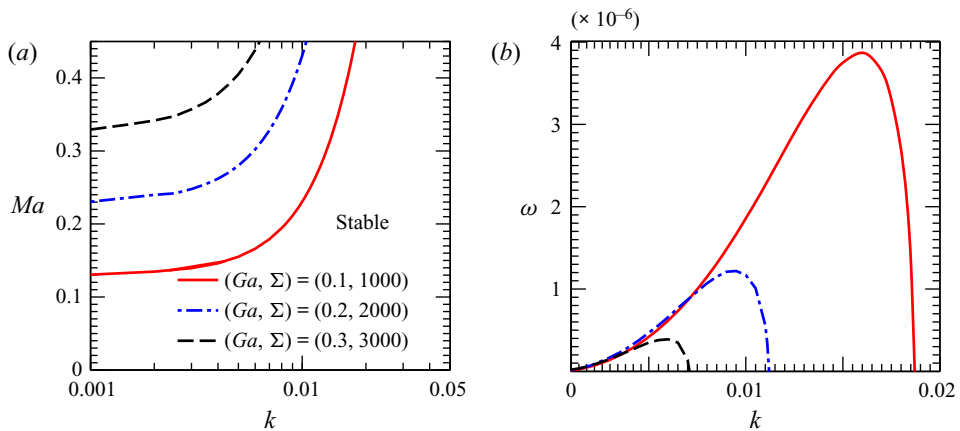 (× 10⁻⁶)
(a)
(b)
0.4
0.3
0.2
0.1
0
Ma
Stable
(Ga, Σ) = (0.1, 1000)
(Ga, Σ) = (0.2, 2000)
(Ga, Σ) = (0.3, 3000)
0.001
0.01
0.05
k
4
3
2
1
ω
0
0.01
0.02
k